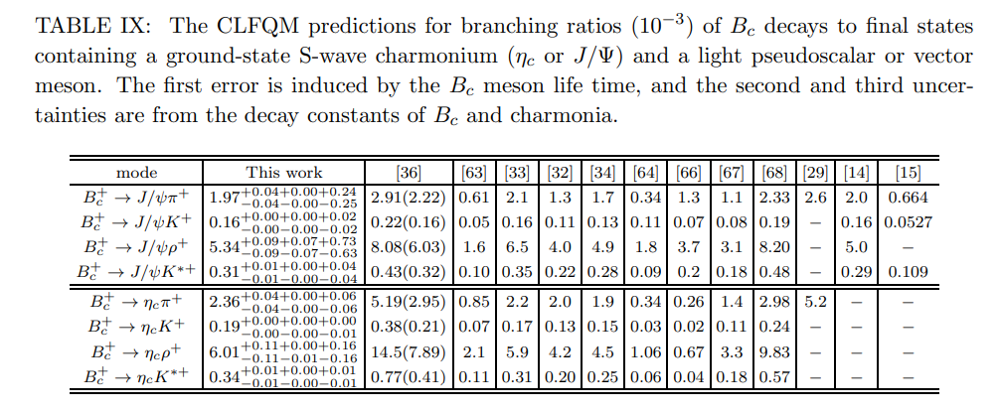 TABLE IX: The CLFQM predictions for branching ratios (10⁻³) of B_c decays to final states
containing a ground-state S-wave charmonium (η_c or J/Ψ) and a light pseudoscalar or vector
meson. The first error is induced by the B_c meson life time, and the second and third uncer-
tainties are from the decay constants of B_c and charmonia.
mode This work [36] [63] [33] [32] [34] [64] [66] [67] [68] [29] [14] [15]
B_c^+ → J/ψπ^+ 1.97^{+0.04+0.00+0.24}_{−0.04−0.00−0.25} 2.91(2.22) 0.61 2.1 1.3 1.7 0.34 1.3 1.1 2.33 2.6 2.0 0.664
B_c^+ → J/ψK^+ 0.16^{+0.00+0.00+0.02}_{−0.00−0.00−0.02} 0.22(0.16) 0.05 0.16 0.11 0.13 0.11 0.07 0.08 0.19 − 0.16 0.0527
B_c^+ → J/ψρ^+ 5.34^{+0.09+0.07+0.73}_{−0.09−0.07−0.63} 8.08(6.03) 1.6 6.5 4.0 4.9 1.8 3.7 3.1 8.20 − 5.0 −
B_c^+ → J/ψK^{*+} 0.31^{+0.01+0.00+0.04}_{−0.01−0.00−0.04} 0.43(0.32) 0.10 0.35 0.22 0.28 0.09 0.2 0.18 0.48 − 0.29 0.109
B_c^+ → η_cπ^+ 2.36^{+0.04+0.00+0.06}_{−0.04−0.00−0.06} 5.19(2.95) 0.85 2.2 2.0 1.9 0.34 0.26 1.4 2.98 5.2 − −
B_c^+ → η_cK^+ 0.19^{+0.00+0.00+0.00}_{−0.00−0.00−0.01} 0.38(0.21) 0.07 0.17 0.13 0.15 0.03 0.02 0.11 0.24 − − −
B_c^+ → η_cρ^+ 6.01^{+0.11+0.00+0.16}_{−0.11−0.01−0.16} 14.5(7.89) 2.1 5.9 4.2 4.5 1.06 0.67 3.3 9.83 − − −
B_c^+ → η_cK^{*+} 0.34^{+0.01+0.00+0.01}_{−0.01−0.00−0.01} 0.77(0.41) 0.11 0.31 0.20 0.25 0.06 0.04 0.18 0.57 − − −